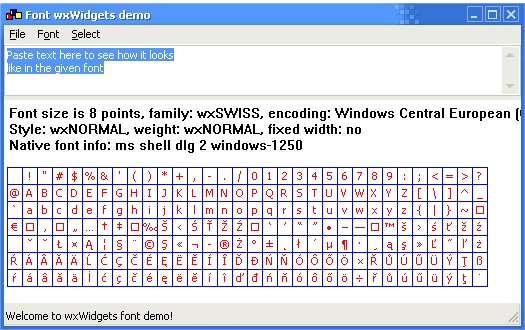 Font wxWidgets demo
File Font Select
Paste text here to see how it looks
like in the given font
Font size is 8 points, family: wxSWISS, encoding: Windows Central European (
Style: wxNORMAL, weight: wxNORMAL, fixed width: no
Native font info: ms shell dlg 2 windows-1250
! " # $ % & ' ( ) * + , - . / 0 1 2 3 4 5 6 7 8 9 : ; < = > ?
@ A B C D E F G H I J K L M N O P Q R S T U V W X Y Z [ \ ] ^ _
` a b c d e f g h i j k l m n o p q r s t u v w x y z { | } ~ □
€ □ ‚ □ „ … † ‡ □ ‰ Š ‹ Ś Ť Ž Ź □ ‘ ’ “ ” • – — □ ™ š › ś ť ž ź
ˇ ˘ Ł ¤ Ą ¦ § ¨ © Ş « ¬ - ® Ż ° ± ˛ ł ´ µ ¶ · ¸ ą ş » Ľ ˝ ľ ż
Ŕ Á Â Ă Ä Ĺ Ć Ç Č É Ę Ë Ě Í Î Ď Đ Ń Ň Ó Ô Ő Ö × Ř Ů Ú Ű Ü Ý Ţ ß
ŕ á â ă ä ĺ ć ç č é ę ë ě í î ď đ ń ň ó ô ő ö ÷ ř ů ú ű ü ý ţ ˙
Welcome to wxWidgets font demo!